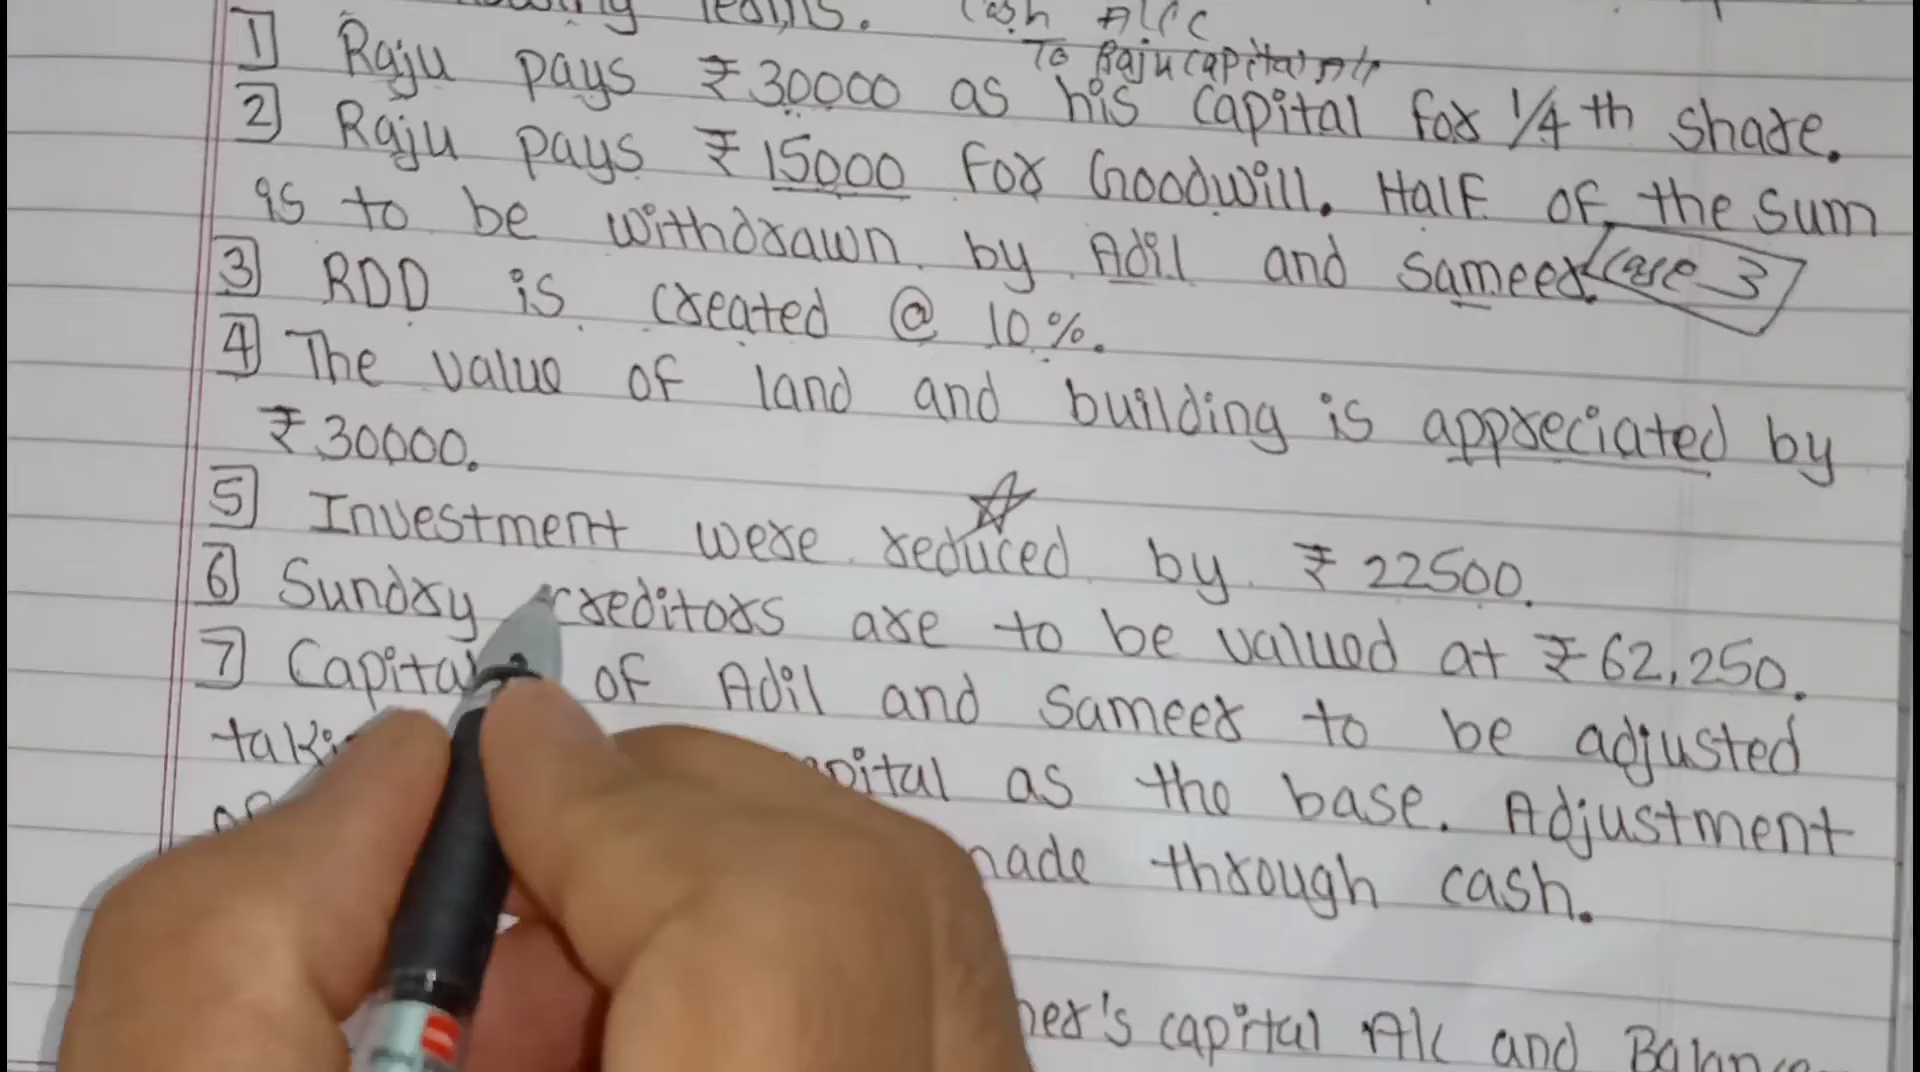 Cash A/C
To Raju capital A/c
1 Raju pays ₹30000 as his capital for 1/4 th share.
2 Raju pays ₹15000 for Goodwill. Half of the sum
is to be withdrawn by Adil and Sameer. Case 3
3 RDD is created @ 10%.
4 The value of land and building is appreciated by
₹30000.
5 Investment were reduced by ₹22500.
6 Sundry creditors are to be valued at ₹62,250.
7 Capital of Adil and Sameer to be adjusted
as the base. Adjustment
through cash.
capital A/c and